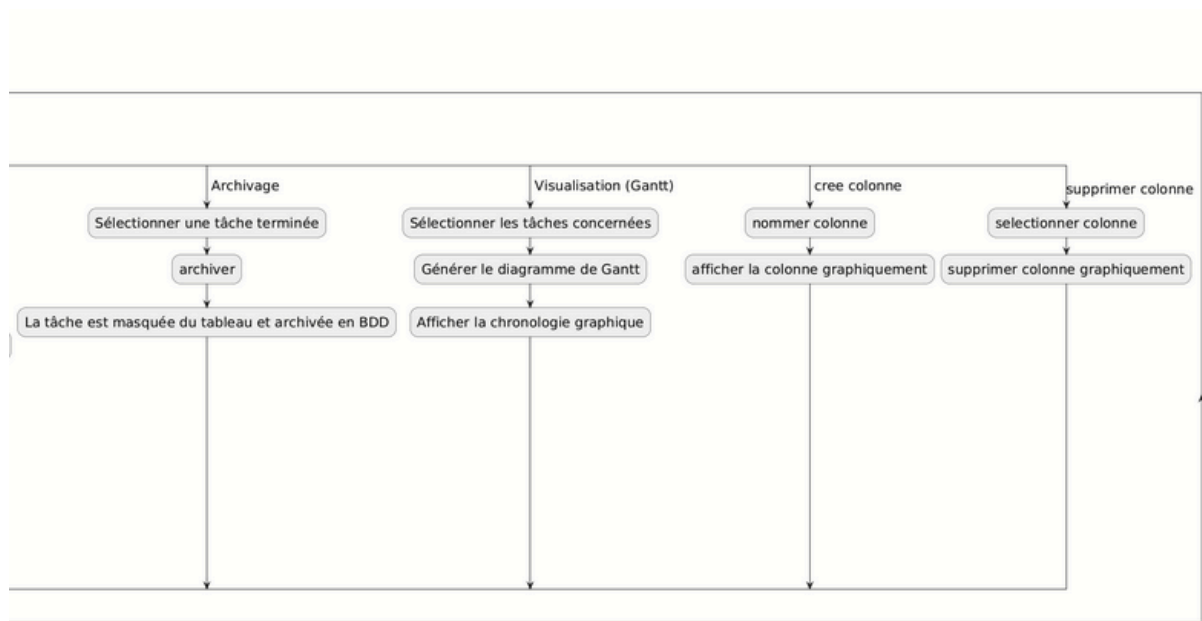 Archivage
Visualisation (Gantt)
cree colonne
supprimer colonne
Sélectionner une tâche terminée
Sélectionner les tâches concernées
nommer colonne
selectionner colonne
archiver
Générer le diagramme de Gantt
afficher la colonne graphiquement
supprimer colonne graphiquement
La tâche est masquée du tableau et archivée en BDD
Afficher la chronologie graphique